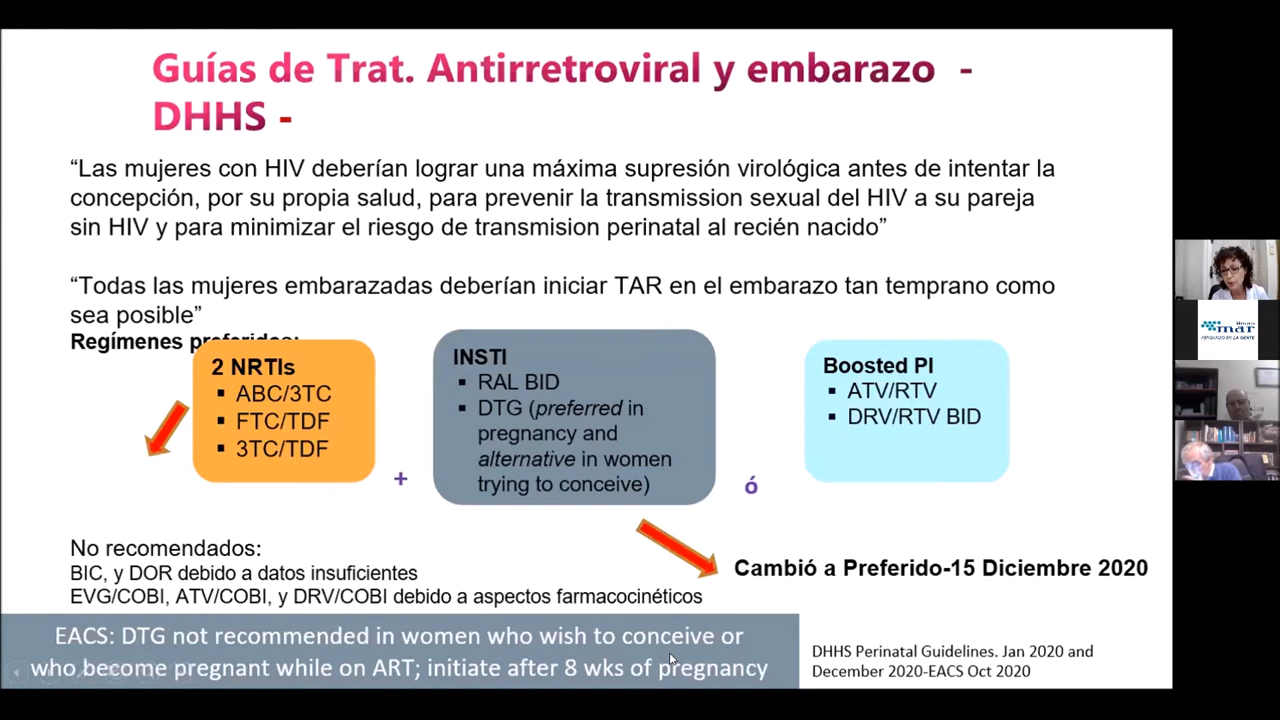 Guías de Trat. Antirretroviral y embarazo -
DHHS -
“Las mujeres con HIV deberían lograr una máxima supresión virológica antes de intentar la
concepción, por su propia salud, para prevenir la transmission sexual del HIV a su pareja
sin HIV y para minimizar el riesgo de transmision perinatal al recién nacido”
“Todas las mujeres embarazadas deberían iniciar TAR en el embarazo tan temprano como
sea posible”
Regímenes preferidos:
2 NRTIs
▪ ABC/3TC
▪ FTC/TDF
▪ 3TC/TDF
+
INSTI
▪ RAL BID
▪ DTG (preferred in
pregnancy and
alternative in women
trying to conceive)
ó
Boosted PI
▪ ATV/RTV
▪ DRV/RTV BID
Cambió a Preferido-15 Diciembre 2020
No recomendados:
BIC, y DOR debido a datos insuficientes
EVG/COBI, ATV/COBI, y DRV/COBI debido a aspectos farmacocinéticos
EACS: DTG not recommended in women who wish to conceive or
who become pregnant while on ART; initiate after 8 wks of pregnancy
DHHS Perinatal Guidelines. Jan 2020 and
December 2020-EACS Oct 2020
mar
PENSANDO EN LA GENTE